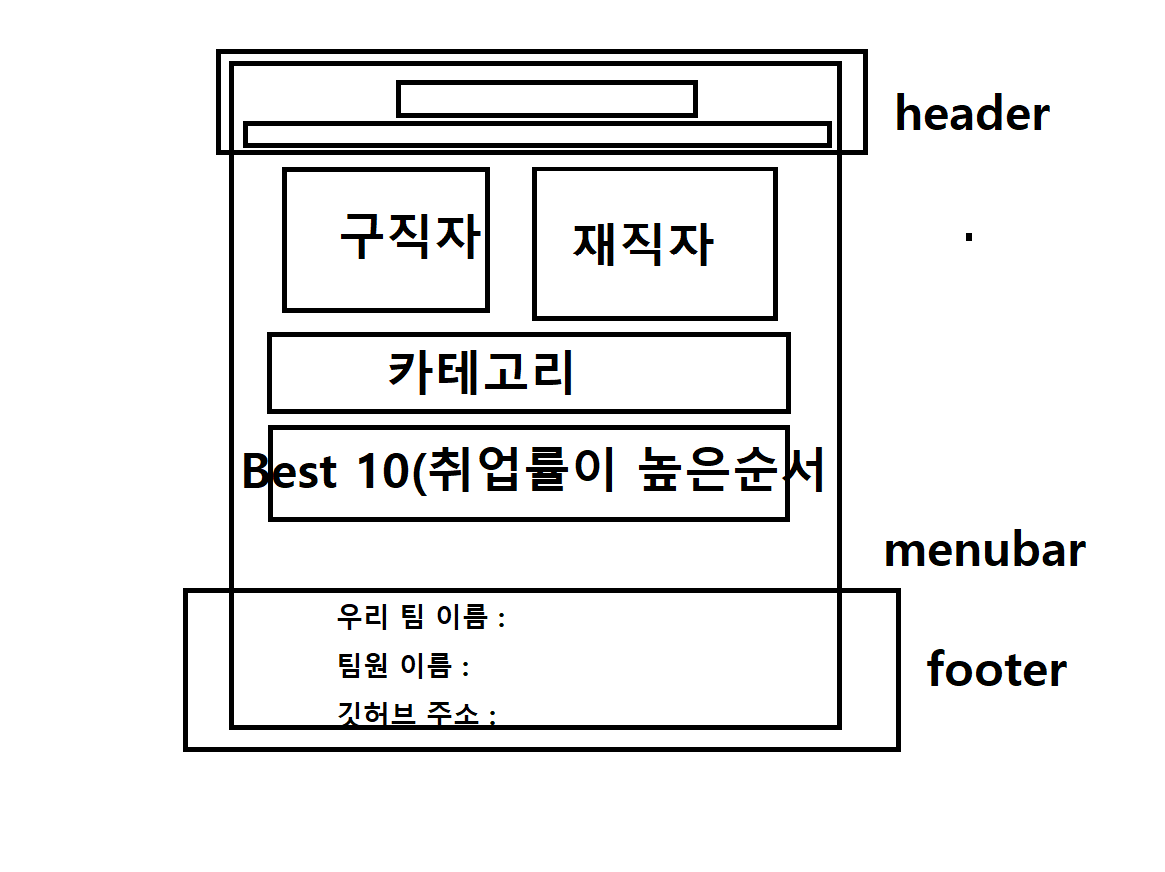 header
구직자
재직자
카테고리
Best 10(취업률이 높은순서
menubar
우리 팀 이름 :
팀원 이름 :
깃허브 주소 :
footer